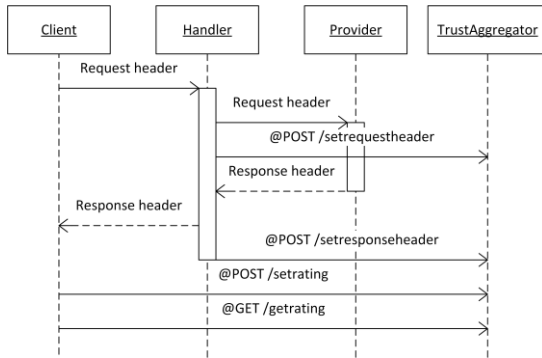 Client
Handler
Provider
TrustAggregator
Request header
Request header
@POST /setrequestheader
Response header
Response header
@POST /setresponseheader
@POST /setrating
@GET /getrating